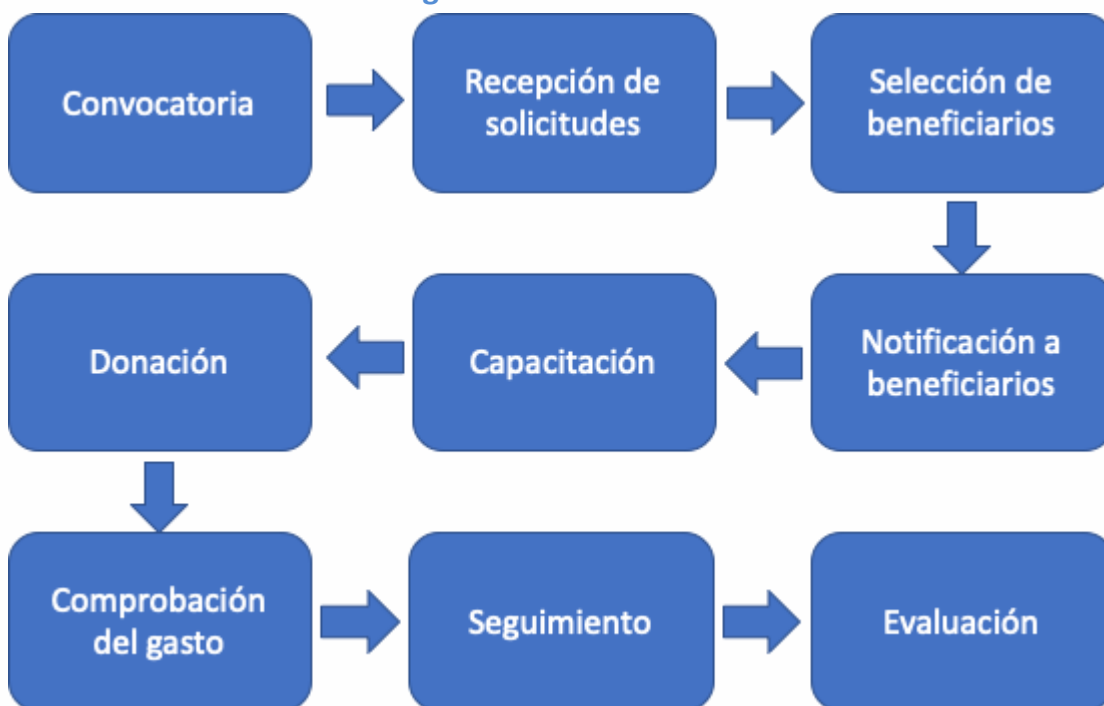 Convocatoria
Recepción de
solicitudes
Selección de
beneficiarios
Notificación a
beneficiarios
Capacitación
Donación
Comprobación
del gasto
Seguimiento
Evaluación